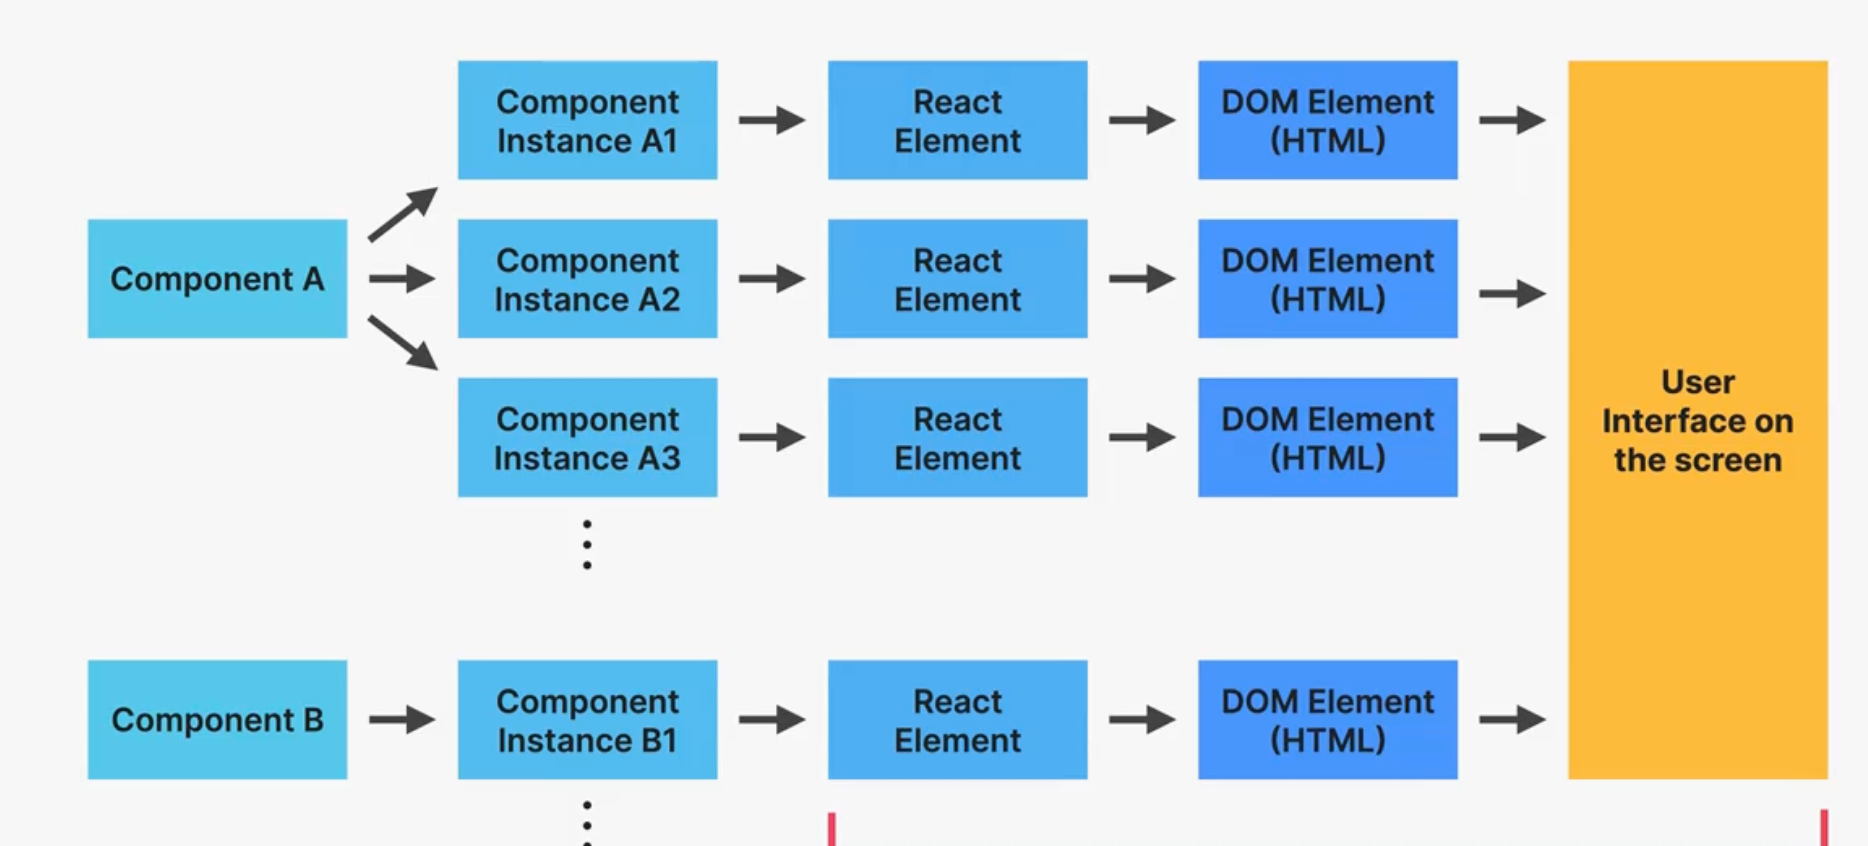 Component
Instance A1
React
Element
DOM Element
(HTML)
Component A
Component
Instance A2
React
Element
DOM Element
(HTML)
Component
Instance A3
React
Element
DOM Element
(HTML)
User
Interface on
the screen
Component B
Component
Instance B1
React
Element
DOM Element
(HTML)